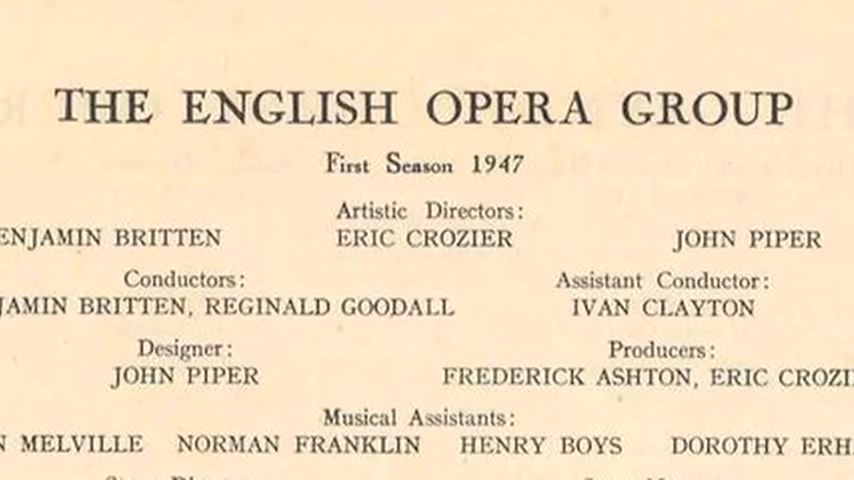 THE ENGLISH OPERA GROUP
First Season 1947
Artistic Directors:
ENJAMIN BRITTEN ERIC CROZIER JOHN PIPER
Conductors: Assistant Conductor:
JAMIN BRITTEN, REGINALD GOODALL IVAN CLAYTON
Designer: Producers:
JOHN PIPER FREDERICK ASHTON, ERIC CROZI
Musical Assistants:
N MELVILLE NORMAN FRANKLIN HENRY BOYS DOROTHY ERH